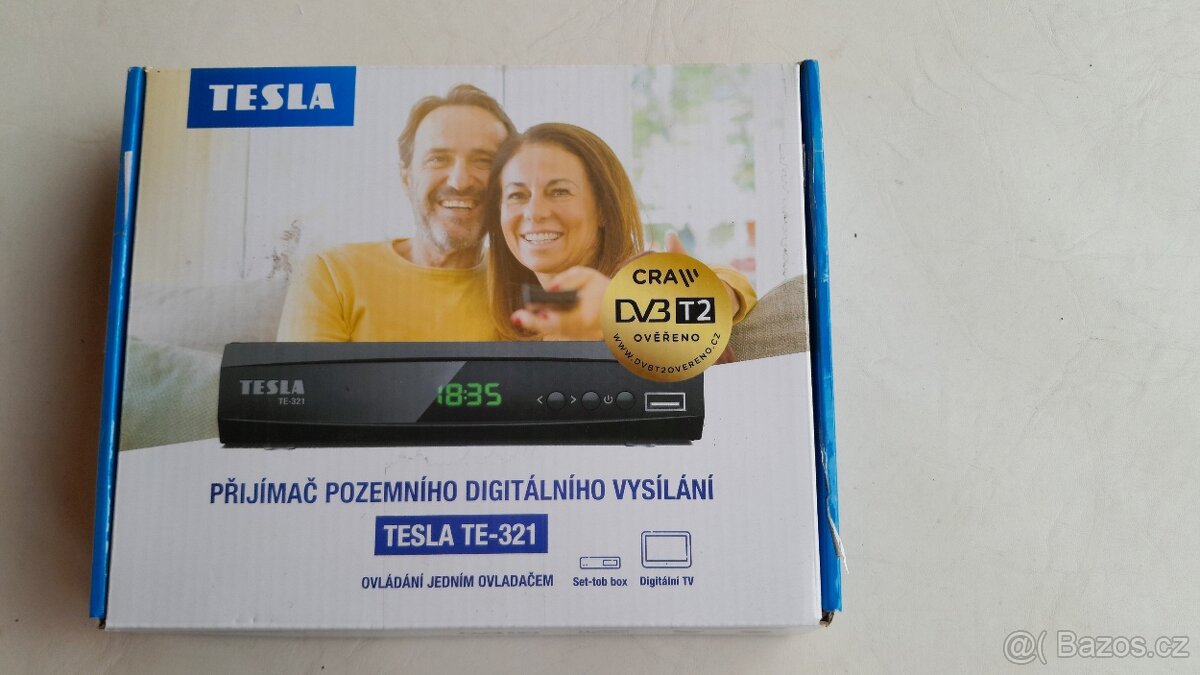 TESLA
CRA
DVB T2
OVĚŘENO
WWW.DVBT2OVERENO.CZ
TESLA
TE-321
18:35
PŘIJÍMAČ POZEMNÍHO DIGITÁLNÍHO VYSÍLÁNÍ
TESLA TE-321
OVLÁDÁNÍ JEDNÍM OVLADAČEM
Set-tob box
Digitální TV
@( Bazos.cz